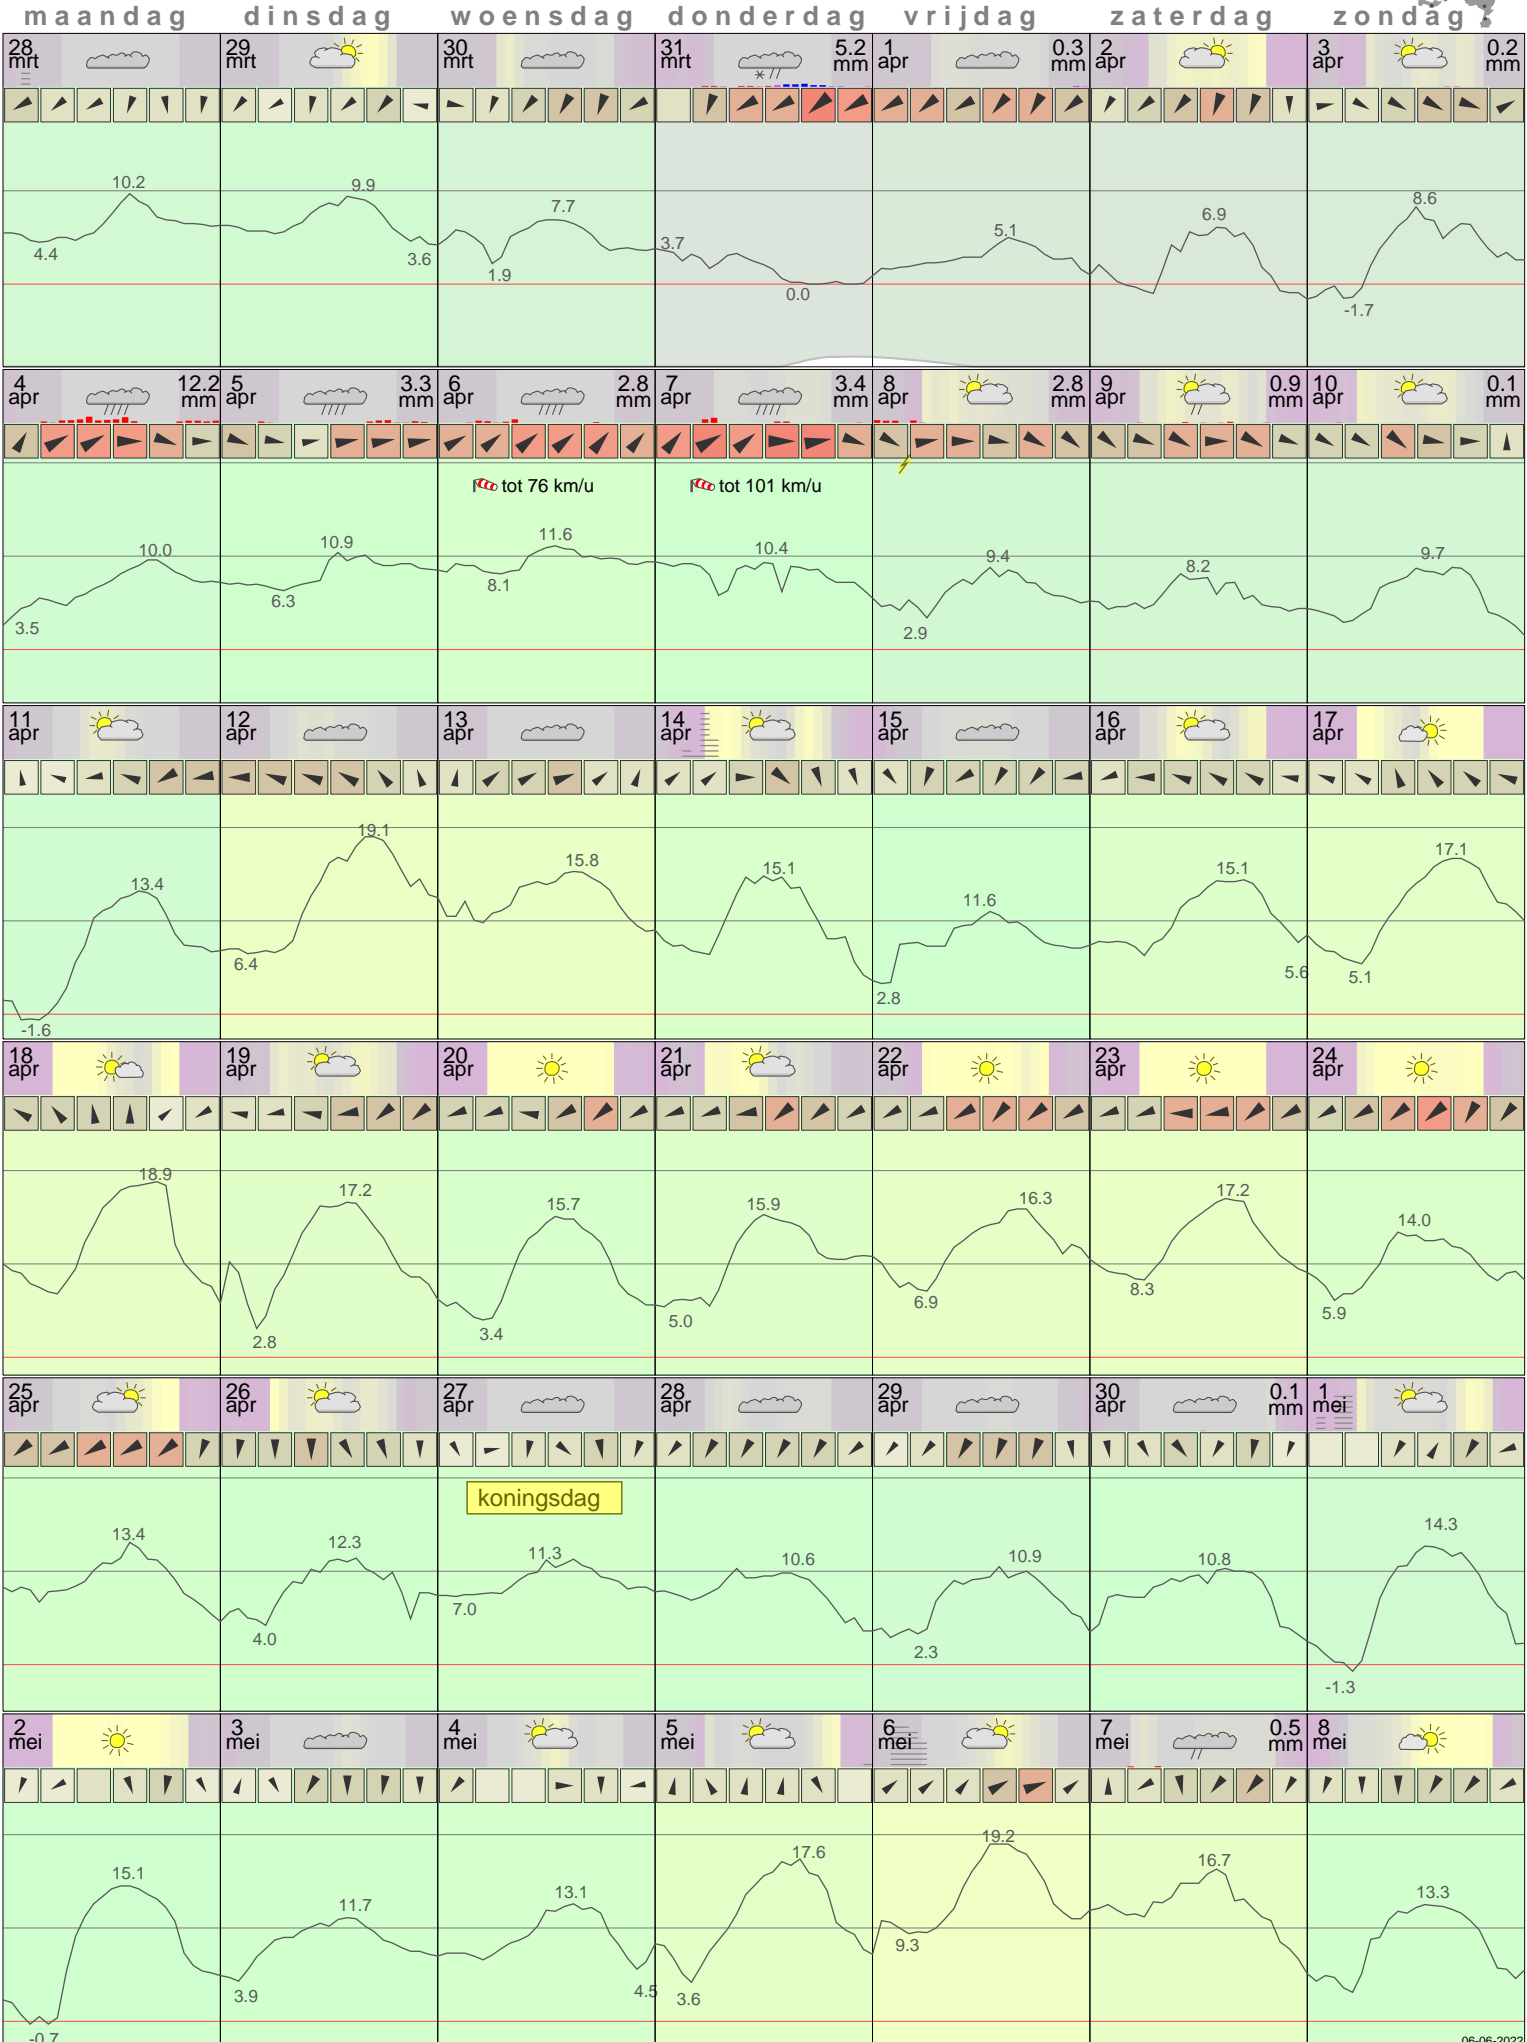 maandag dinsdag woensdag donderdag vrijdag zaterdag zondag
28 29 30 31 5.2 1 0.3 2 3 0.2
mrt mrt mrt mrt mm apr mm apr apr mm
10.2 9.9 7.7 3.7 5.1 6.9 8.6
4.4 3.6 1.9 0.0 -1.7
4 12.2 5 3.3 6 2.8 7 3.4 8 2.8 9 0.9 10 0.1
apr mm apr mm apr mm apr mm apr mm apr mm apr mm
tot 76 km/u tot 101 km/u
10.0 10.9 11.6 10.4 9.4 8.2 9.7
3.5 6.3 8.1 2.9
11 12 13 14 15 16 17
apr apr apr apr apr apr apr
13.4 19.1 15.8 15.1 11.6 15.1 17.1
-1.6 6.4 2.8 5.6 5.1
18 19 20 21 22 23 24
apr apr apr apr apr apr apr
18.9 17.2 15.7 15.9 16.3 17.2 14.0
2.8 3.4 5.0 6.9 8.3 5.9
25 26 27 28 29 30 0.1 1
apr apr apr apr apr apr mm mei
koningsdag
13.4 12.3 11.3 10.6 10.9 10.8 14.3
4.0 7.0 2.3 -1.3
2 3 4 5 6 7 0.5 8
mei mei mei mei mei mei mm mei
15.1 11.7 13.1 17.6 19.2 16.7 13.3
-0.7 3.9 4.5 3.6 9.3
06-06-2022